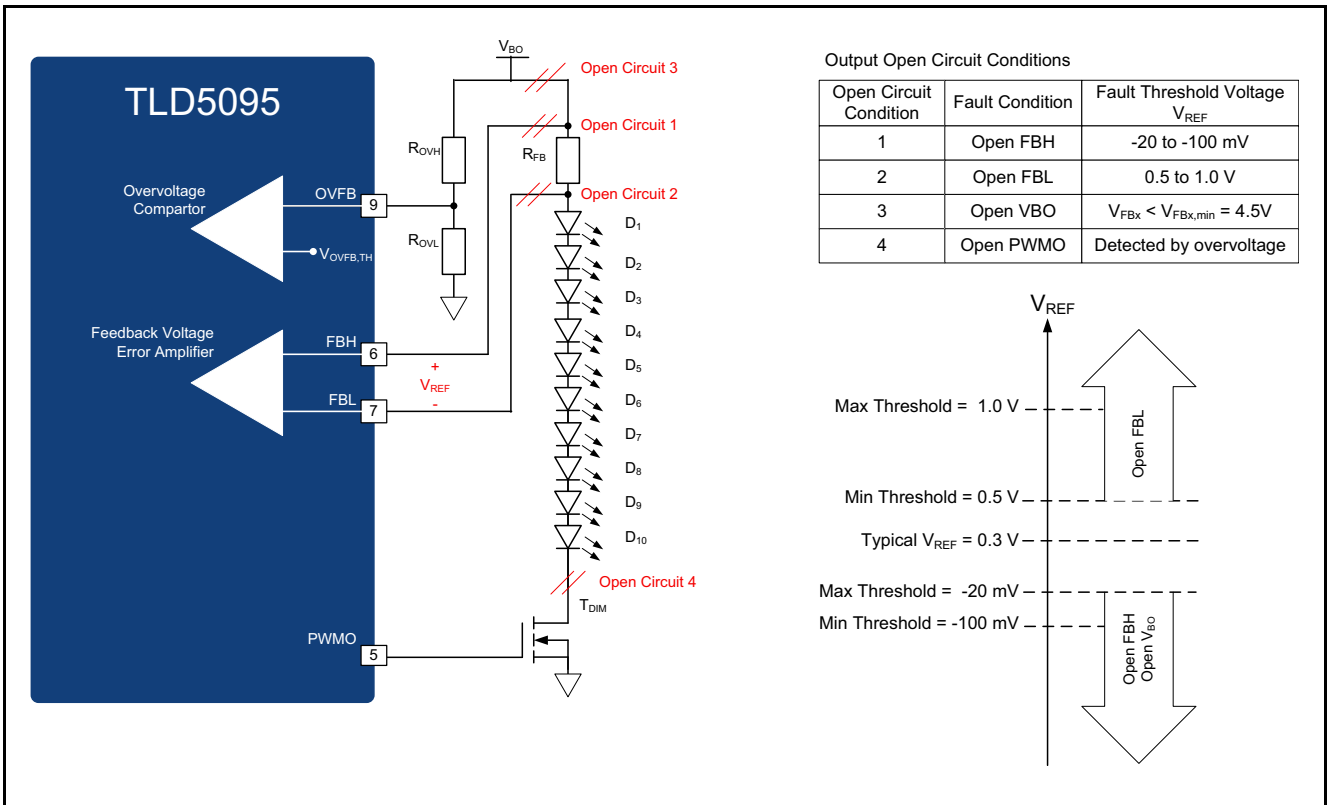 TLD5095
Overvoltage
Compartor
OVFB
9
VOVFB,TH
Feedback Voltage
Error Amplifier
FBH
6
FBL
7
PWMO
5
VBO
Open Circuit 3
Open Circuit 1
ROVH
RFB
Open Circuit 2
ROVL
+
VREF
-
D1
D2
D3
D4
D5
D6
D7
D8
D9
D10
Open Circuit 4
TDIM
Output Open Circuit Conditions
Open Circuit
Condition
Fault Condition
Fault Threshold Voltage
VREF
1
Open FBH
-20 to -100 mV
2
Open FBL
0.5 to 1.0 V
3
Open VBO
VFBx < VFBx,min = 4.5V
4
Open PWMO
Detected by overvoltage
VREF
Max Threshold = 1.0 V
Open FBL
Min Threshold = 0.5 V
Typical VREF = 0.3 V
Max Threshold = -20 mV
Min Threshold = -100 mV
Open FBH
Open VBO